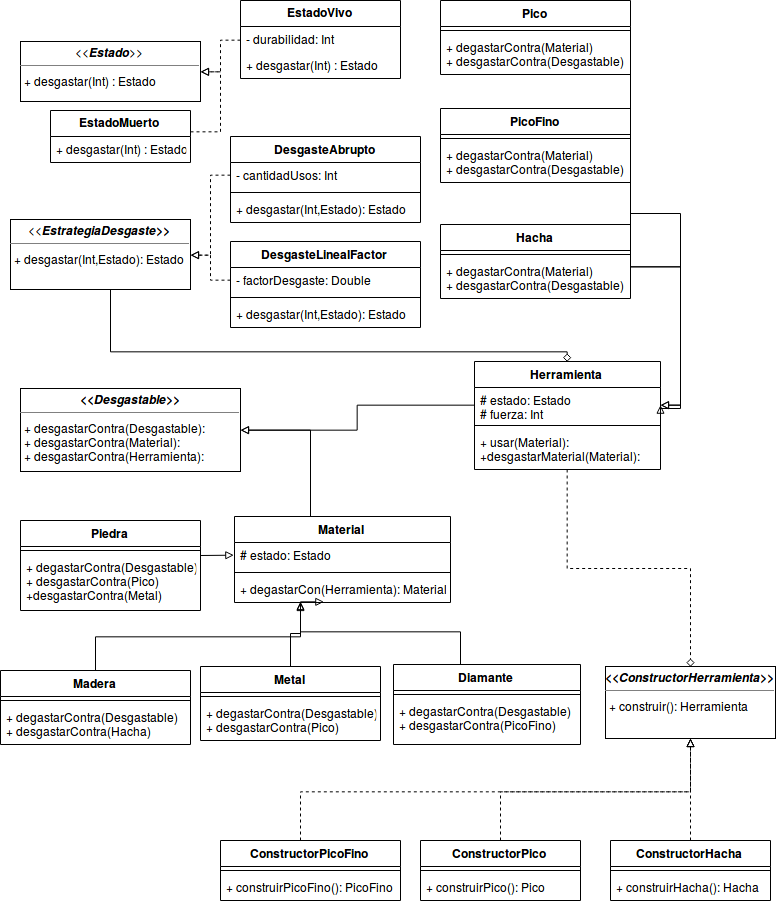 EstadoVivo
- durabilidad: Int
+ desgastar(Int) : Estado
Pico
+ degastarContra(Material)
+ desgastarContra(Desgastable)
<<Estado>>
+ desgastar(Int) : Estado
EstadoMuerto
+ desgastar(Int) : Estado
PicoFino
+ degastarContra(Material)
+ desgastarContra(Desgastable)
DesgasteAbrupto
- cantidadUsos: Int
+ desgastar(Int,Estado): Estado
<<EstrategiaDesgaste>>
+ desgastar(Int,Estado): Estado
Hacha
+ degastarContra(Material)
+ desgastarContra(Desgastable)
DesgasteLinealFactor
- factorDesgaste: Double
+ desgastar(Int,Estado): Estado
Herramienta
# estado: Estado
# fuerza: Int
+ usar(Material):
+desgastarMaterial(Material):
<<Desgastable>>
+ desgastarContra(Desgastable):
+ desgastarContra(Material):
+ desgastarContra(Herramienta):
Piedra
+ degastarContra(Desgastable)
+ desgastarContra(Pico)
+desgastarContra(Metal)
Material
# estado: Estado
+ degastarCon(Herramienta): Material
Madera
+ degastarContra(Desgastable)
+ desgastarContra(Hacha)
Metal
+ degastarContra(Desgastable)
+ desgastarContra(Pico)
Diamante
+ degastarContra(Desgastable)
+ desgastarContra(PicoFino)
<<ConstructorHerramienta>>
+ construir(): Herramienta
ConstructorPicoFino
+ construirPicoFino(): PicoFino
ConstructorPico
+ construirPico(): Pico
ConstructorHacha
+ construirHacha(): Hacha